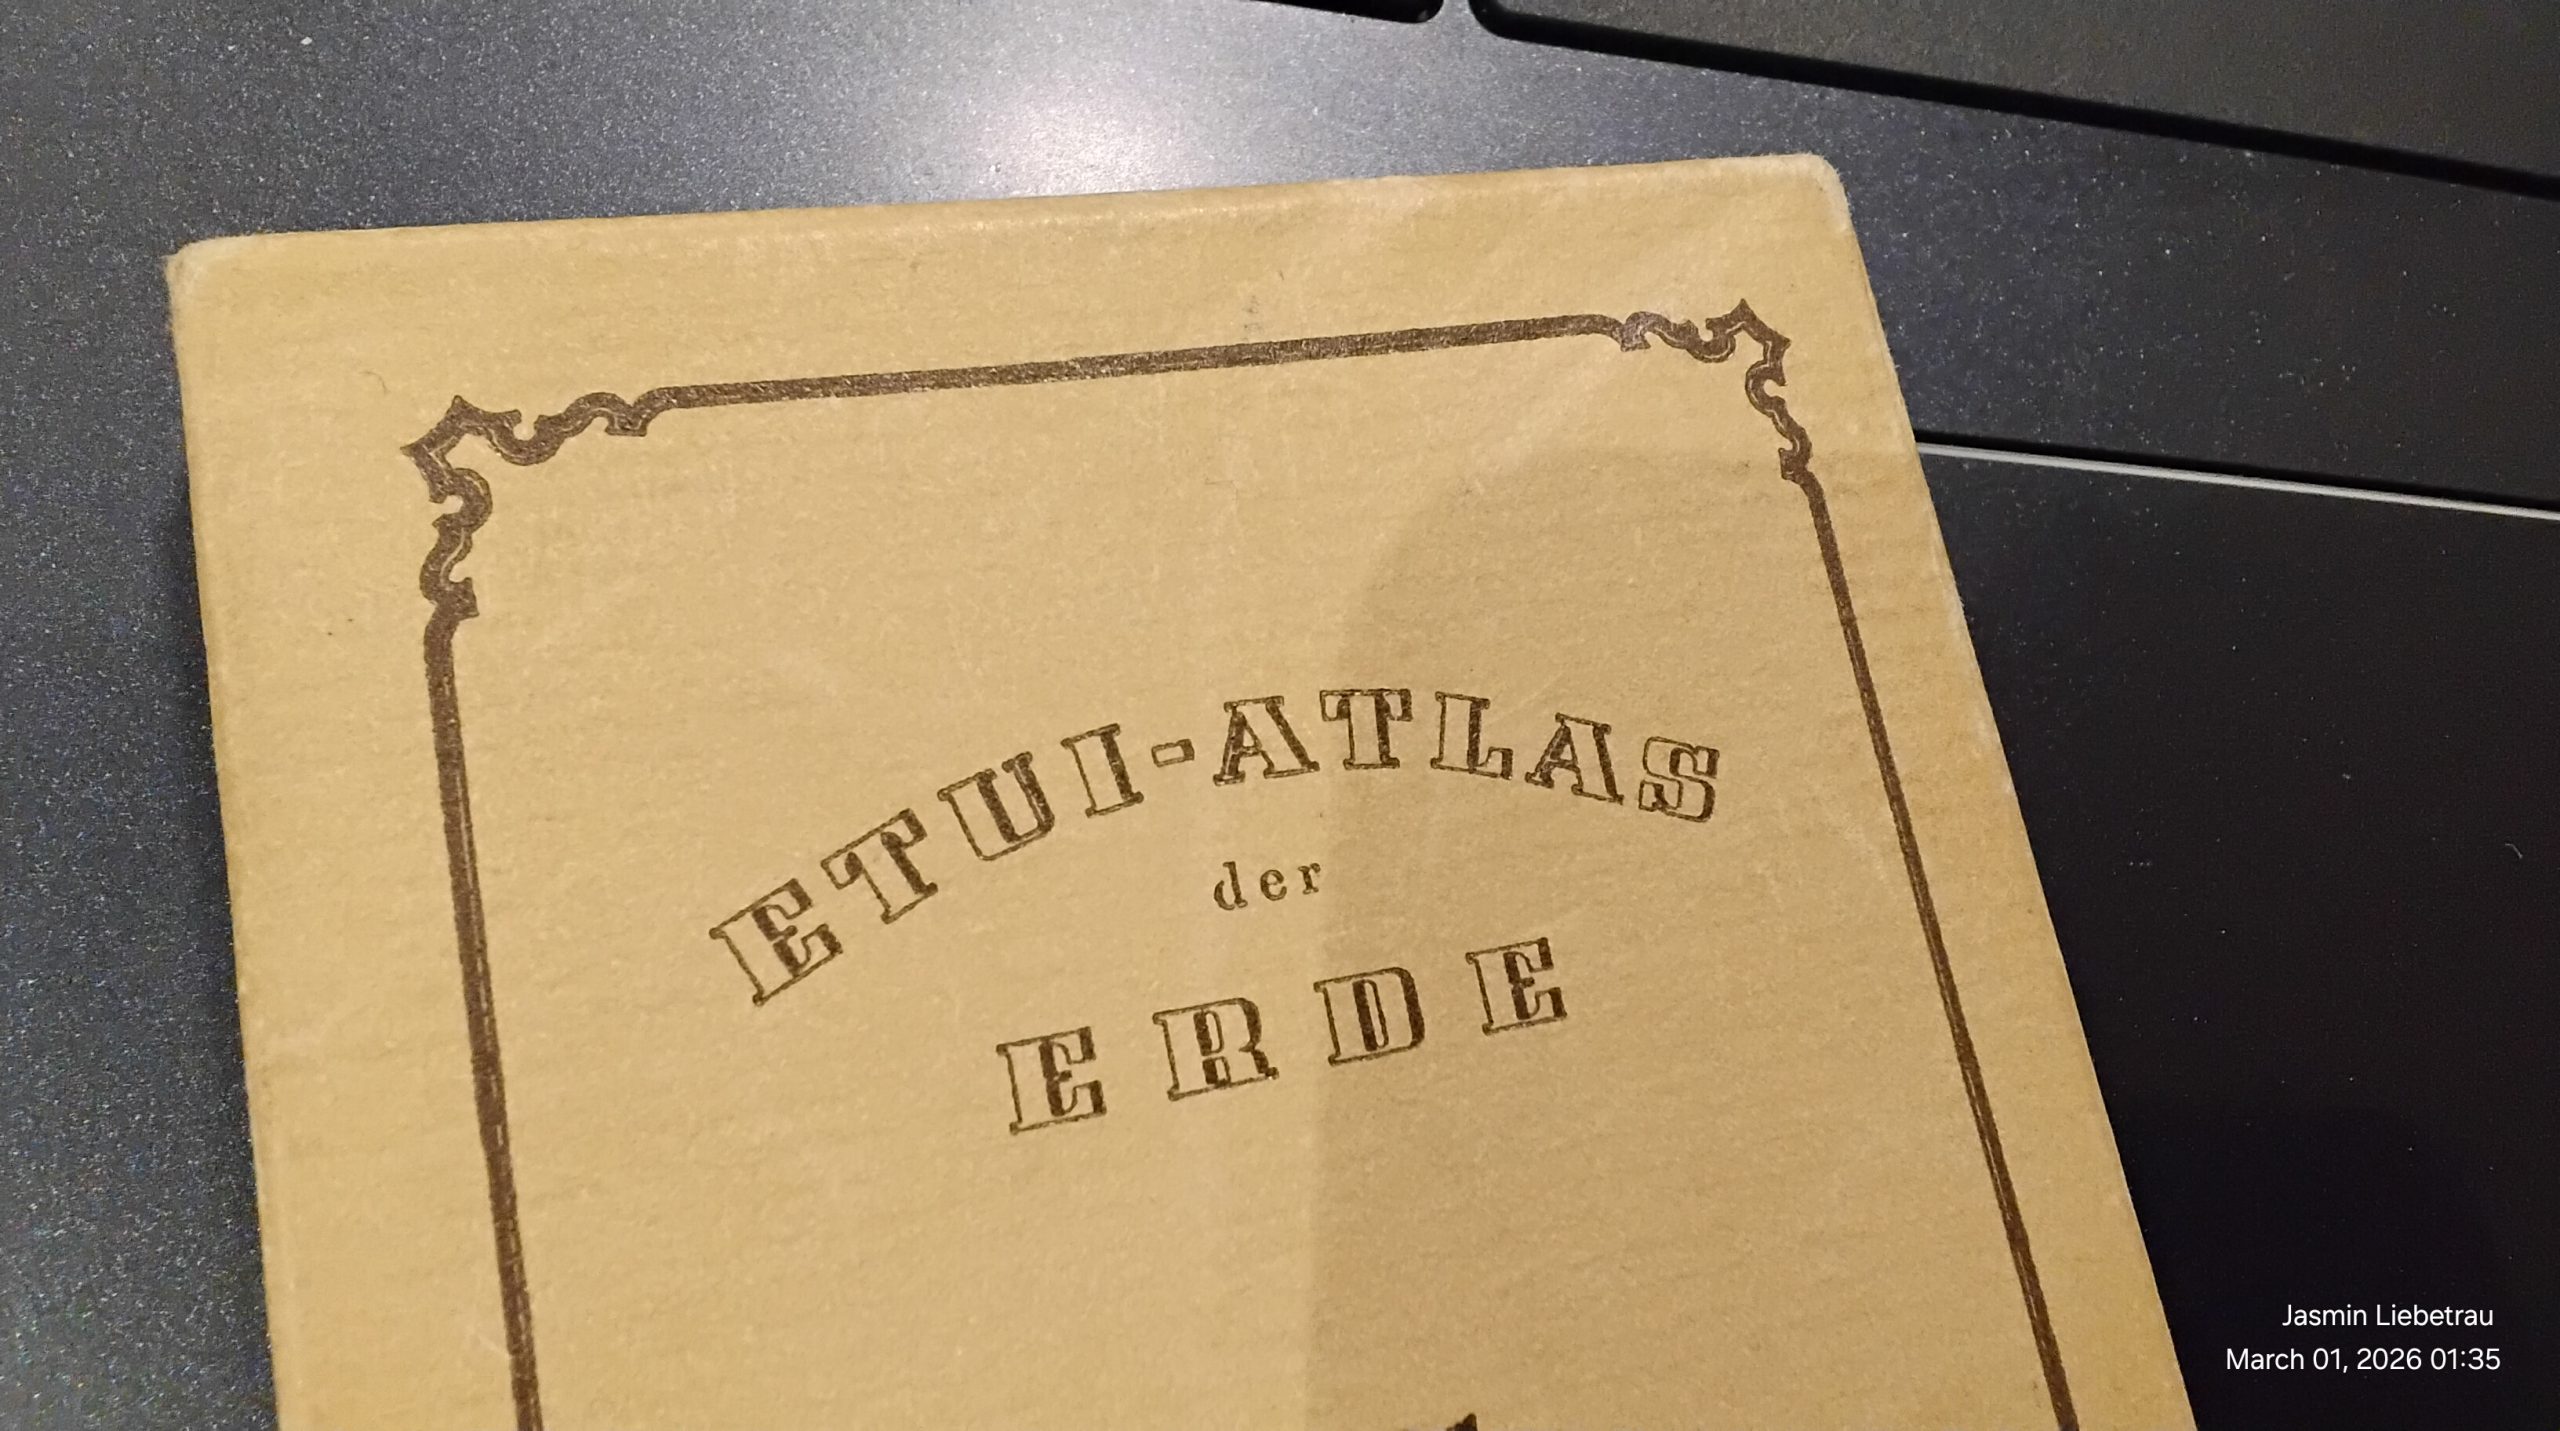 ETUI-ATLAS
der
ERDE
Jasmin Liebetrau
March 01, 2026 01:35